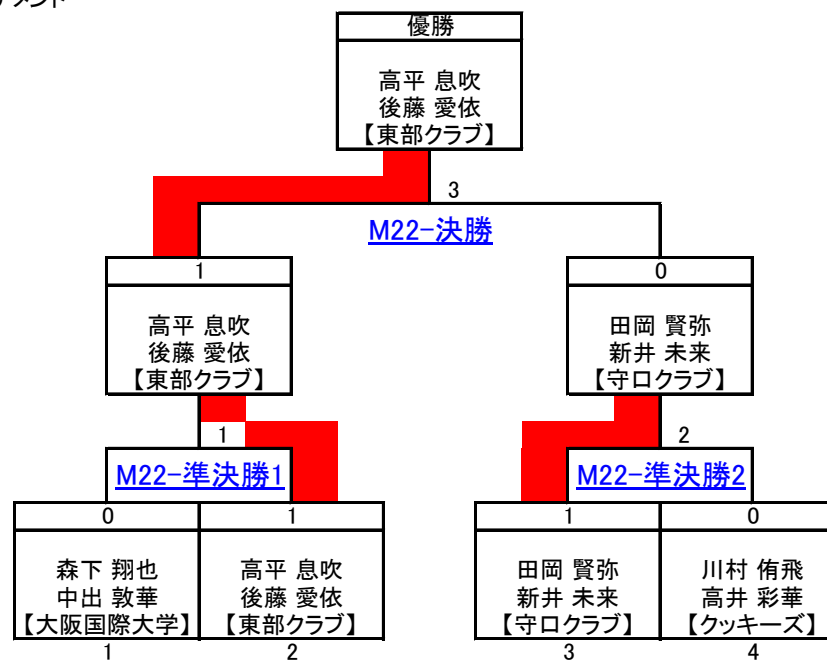 メント
優勝
高平 息吹
後藤 愛依
【東部クラブ】
3
M22-決勝
1
高平 息吹
後藤 愛依
【東部クラブ】
0
田岡 賢弥
新井 未来
【守口クラブ】
1
M22-準決勝1
2
M22-準決勝2
0
森下 翔也
中出 敦華
【大阪国際大学】
1
1
高平 息吹
後藤 愛依
【東部クラブ】
2
1
田岡 賢弥
新井 未来
【守口クラブ】
3
0
川村 侑飛
高井 彩華
【クッキーズ】
4